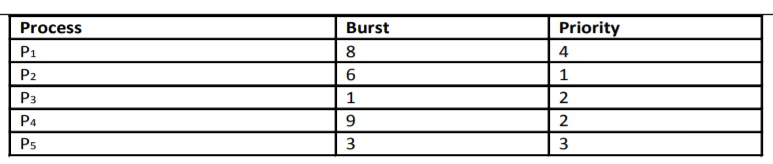 Process Burst Priority
P₁ 8 4
P₂ 6 1
P₃ 1 2
P₄ 9 2
P₅ 3 3